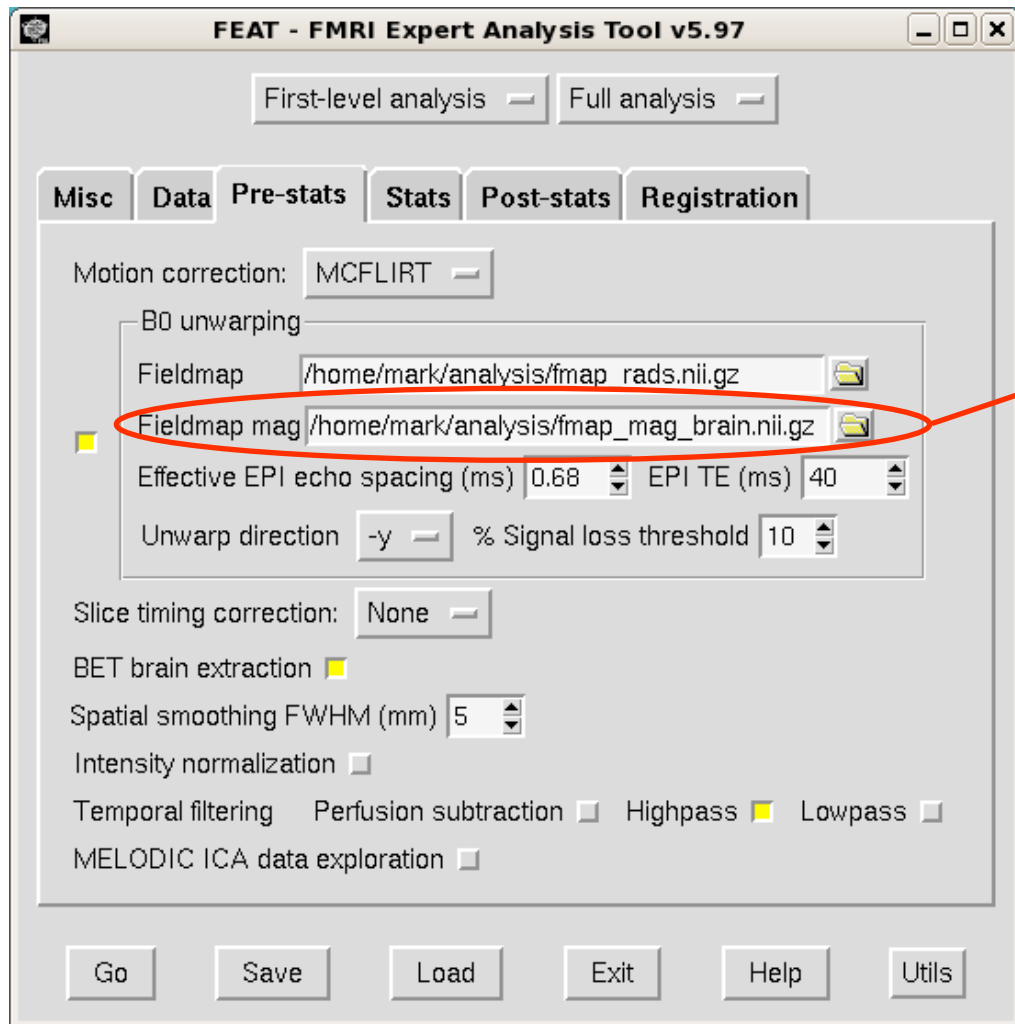 FEAT - FMRI Expert Analysis Tool v5.97
First-level analysis Full analysis
Misc Data Pre-stats Stats Post-stats Registration
Motion correction: MCFLIRT
B0 unwarping
Fieldmap /home/mark/analysis/fmap_rads.nii.gz
Fieldmap mag /home/mark/analysis/fmap_mag_brain.nii.gz
Effective EPI echo spacing (ms) 0.68 EPI TE (ms) 40
Unwarp direction -y % Signal loss threshold 10
Slice timing correction: None
BET brain extraction
Spatial smoothing FWHM (mm) 5
Intensity normalization
Temporal filtering Perfusion subtraction Highpass Lowpass
MELODIC ICA data exploration
Go Save Load Exit Help Utils